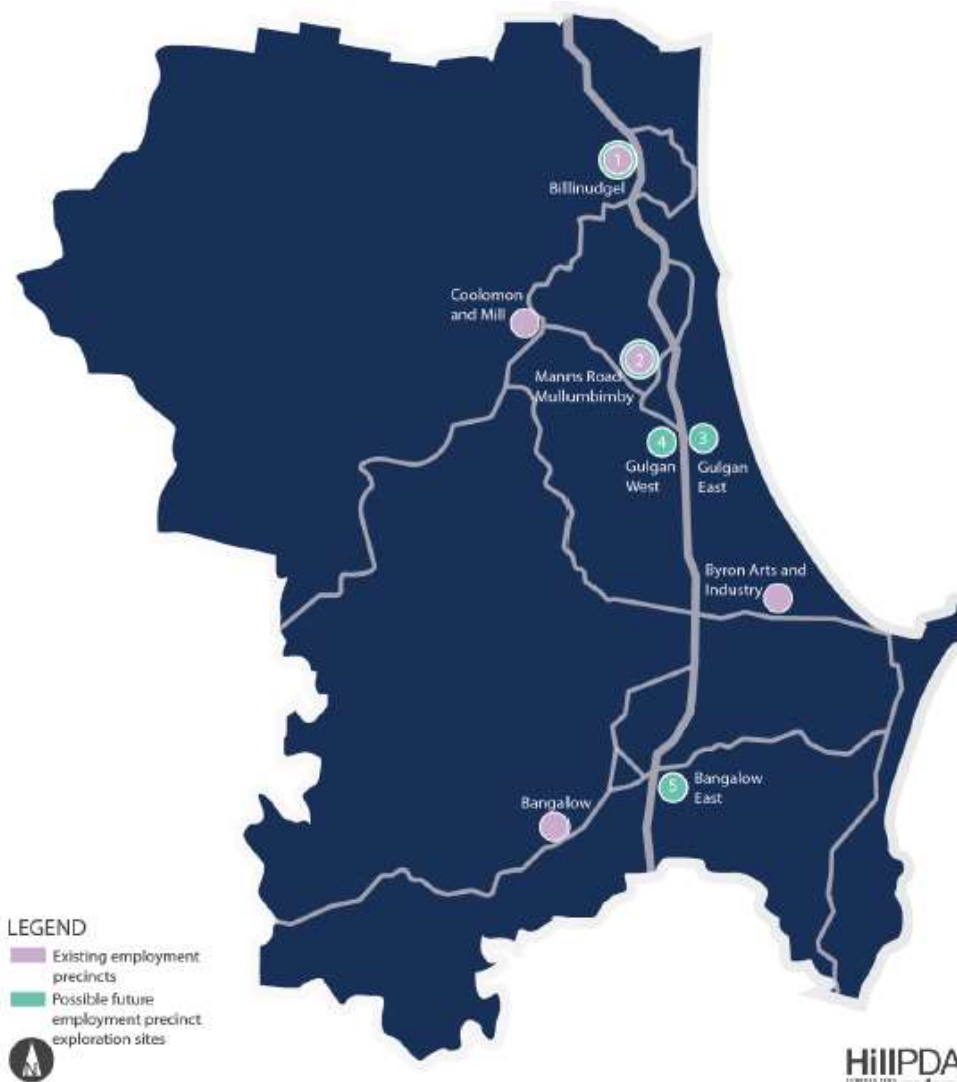 1
Billinudgel
Coolomon
and Mill
2
Manns Road
Mullumbimby
4
3
Gulgan
West
Gulgan
East
Byron Arts and
Industry
5
Bangalow
East
Bangalow
LEGEND
Existing employment
precincts
Possible future
employment precinct
exploration sites
N
HillPDA